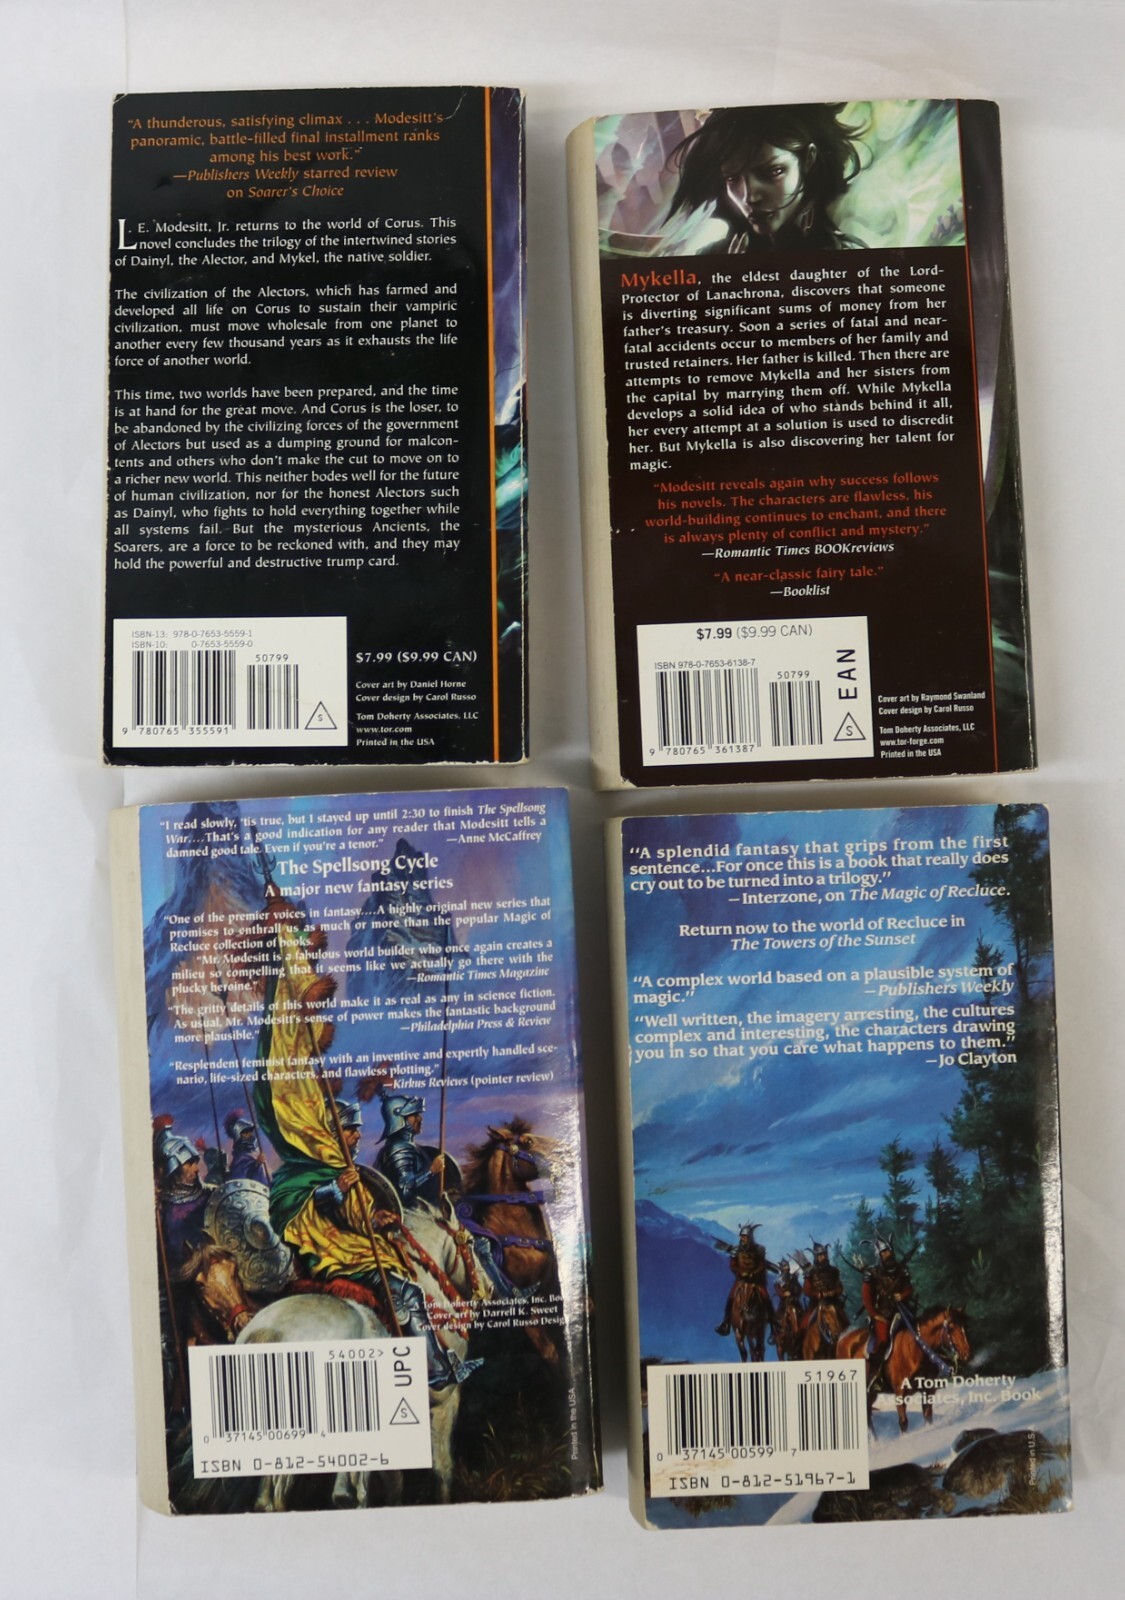 "A thunderous, satisfying climax . . . Modesitt's
panoramic, battle-filled final installment ranks
among his best work."
—Publishers Weekly starred review
on Soarer's Choice
L. E. Modesitt, Jr. returns to the world of Corus. This
novel concludes the trilogy of the intertwined stories
of Dainyl, the Alector, and Mykel, the native soldier.
The civilization of the Alectors, which has farmed and
developed all life on Corus to sustain their vampiric
civilization, must move wholesale from one planet to
another every few thousand years as it exhausts the life
force of another world.
This time, two worlds have been prepared, and the time
is at hand for the great move. And Corus is the loser, to
be abandoned by the civilizing forces of the government
of Alectors but used as a dumping ground for malcon-
tents and others who don't make the cut to move on to
a richer new world. This neither bodes well for the future
of human civilization, nor for the honest Alectors such
as Dainyl, who fights to hold everything together while
all systems fail. But the mysterious Ancients, the
Soarers, are a force to be reckoned with, and they may
hold the powerful and destructive trump card.
ISBN-13: 978-0-7653-5559-1
ISBN-10: 0-7653-5559-0
50799
9 780765 355591
S
$7.99 ($9.99 CAN)
Cover art by Daniel Horne
Cover design by Carol Russo
Tom Doherty Associates, LLC
www.tor.com
Printed in the USA
Mykella, the eldest daughter of the Lord-
Protector of Lanachrona, discovers that someone
is diverting significant sums of money from her
father's treasury. Soon a series of fatal and near-
fatal accidents occur to members of her family and
trusted retainers. Her father is killed. Then there are
attempts to remove Mykella and her sisters from
the capital by marrying them off. While Mykella
develops a solid idea of who stands behind it all,
her every attempt at a solution is used to discredit
her. But Mykella is also discovering her talent for
magic.
"Modesitt reveals again why success follows
his novels. The characters are flawless, his
world-building continues to enchant, and there
is always plenty of conflict and mystery."
—Romantic Times BOOKreviews
"A near-classic fairy tale."
—Booklist
$7.99 ($9.99 CAN)
ISBN 978-0-7653-6138-7
50799
9 780765 361387
S
EAN
Cover art by Raymond Swanland
Cover design by Carol Russo
Tom Doherty Associates, LLC
www.tor-forge.com
Printed in the USA
"I read slowly, 'tis true, but I stayed up until 2:30 to finish The Spellsong
War....That's a good indication for any reader that Modesitt tells a
damned good tale. Even if you're a tenor." —Anne McCaffrey
The Spellsong Cycle
A major new fantasy series
"One of the premier voices in fantasy....A highly original new series that
promises to enthrall us as much or more than the popular Magic of
Recluce collection of books.
"Mr. Modesitt is a fabulous world builder who once again creates a
milieu so compelling that it seems like we actually go there with the
plucky heroine." —Romantic Times Magazine
"The gritty details of this world make it as real as any in science fiction.
As usual, Mr. Modesitt's sense of power makes the fantastic background
more plausible." —Philadelphia Press & Review
"Resplendent feminist fantasy with an inventive and expertly handled sce-
nario, life-sized characters, and flawless plotting."
—Kirkus Reviews (pointer review)
A Tom Doherty Associates, Inc. Boo
Cover art by Darrell K. Sweet
Cover design by Carol Russo Desig
54002>
UPC
S
0 37145 00699 4
ISBN 0-812-54002-6
Printed in the USA
"A splendid fantasy that grips from the first
sentence...For once this is a book that really does
cry out to be turned into a trilogy."
—Interzone, on The Magic of Recluce.
Return now to the world of Recluce in
The Towers of the Sunset
"A complex world based on a plausible system of
magic." —Publishers Weekly
"Well written, the imagery arresting, the cultures
complex and interesting, the characters drawing
you in so that you care what happens to them."
—Jo Clayton
A Tom Doherty
Associates, Inc. Book
51967
0 37145 00599 7
ISBN 0-812-51967-1
Printed in U.S.A.